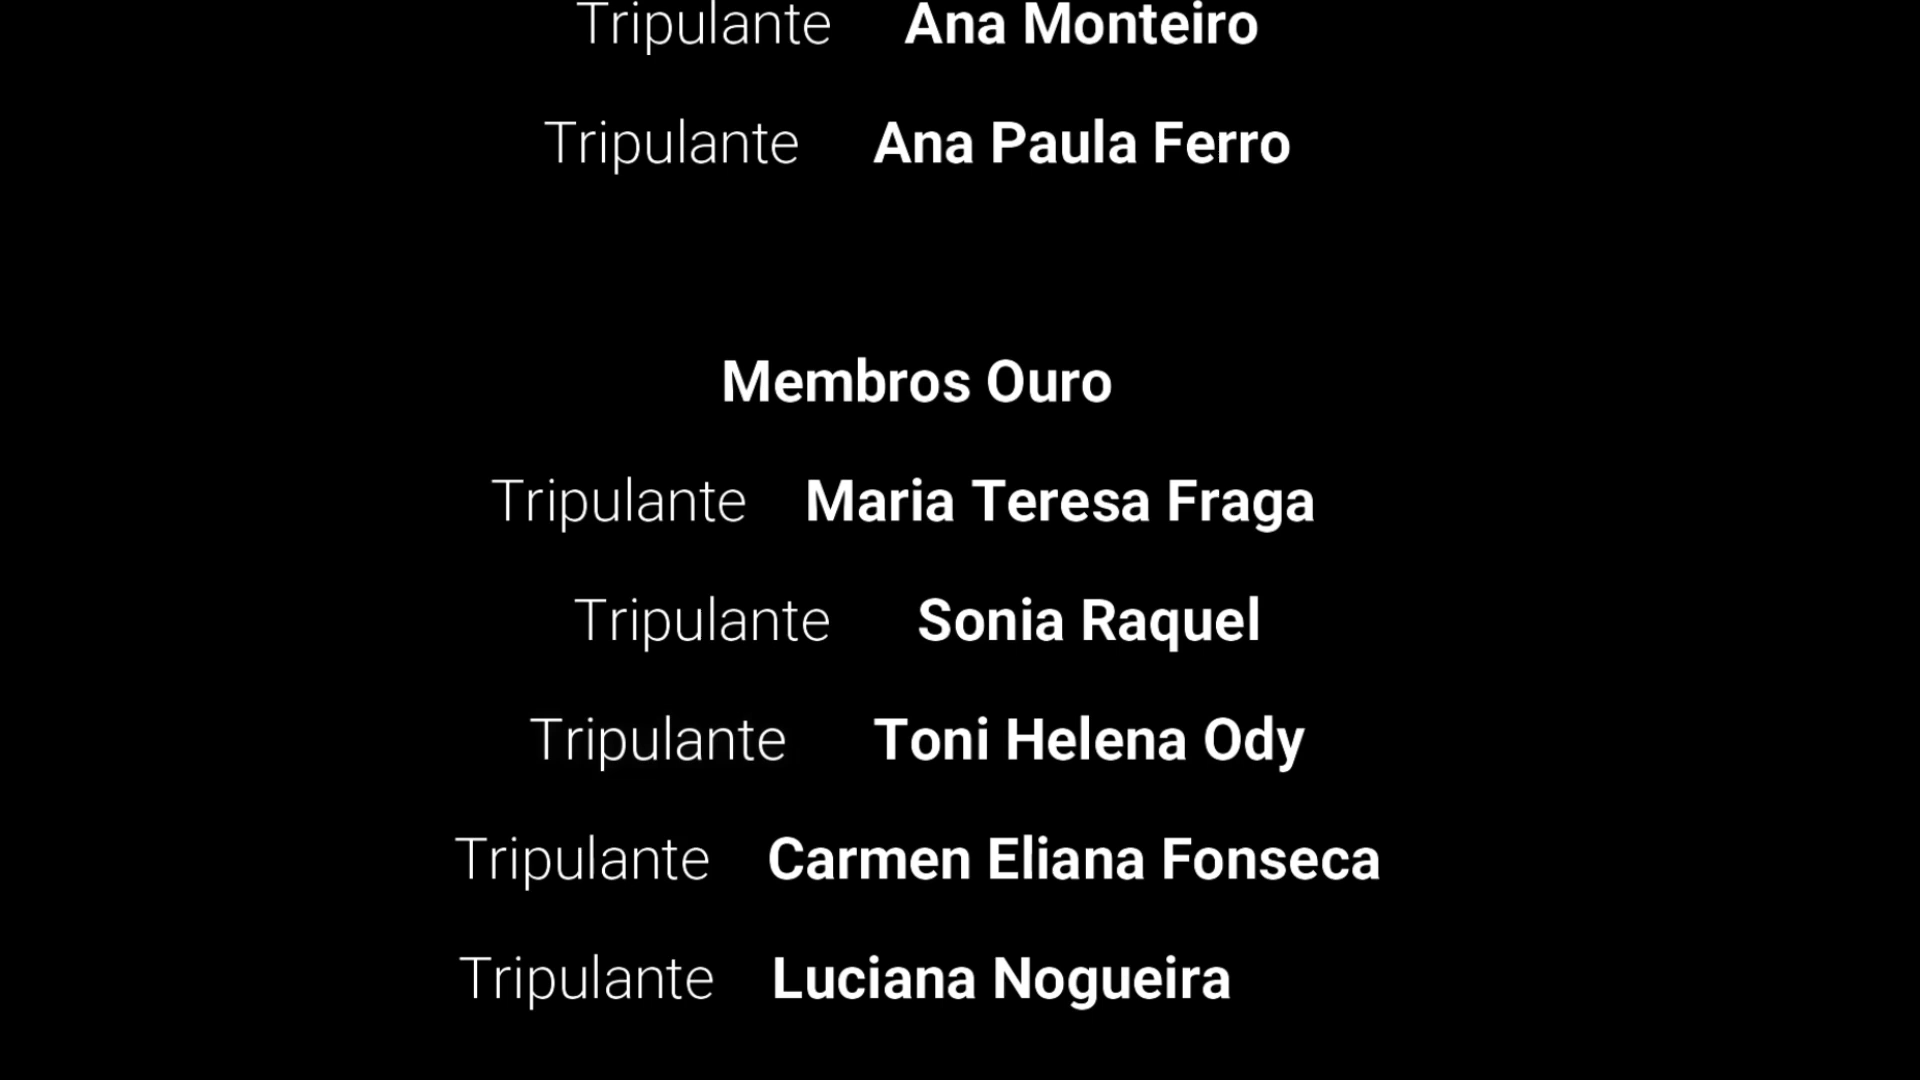 Tripulante Ana Monteiro
Tripulante Ana Paula Ferro
Membros Ouro
Tripulante Maria Teresa Fraga
Tripulante Sonia Raquel
Tripulante Toni Helena Ody
Tripulante Carmen Eliana Fonseca
Tripulante Luciana Nogueira